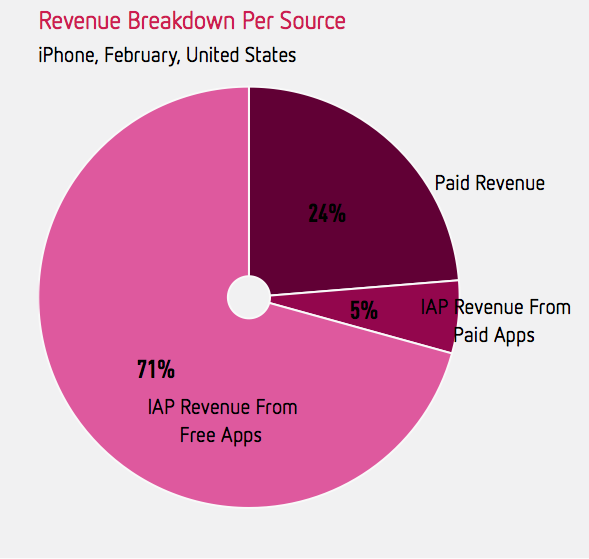 Revenue Breakdown Per Source
iPhone, February, United States
Paid Revenue
24%
5%
IAP Revenue From
Paid Apps
71%
IAP Revenue From
Free Apps